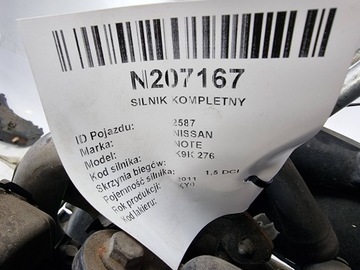 N207167
SILNIK KOMPLETNY
ID Pojazdu: 2587
Marka: NISSAN
Model: NOTE
Kod silnika: K9K 276
Skrzynia biegów:
Pojemność silnika: 1,5 DCI
Rok produkcji: 2011
Kod lakieru: